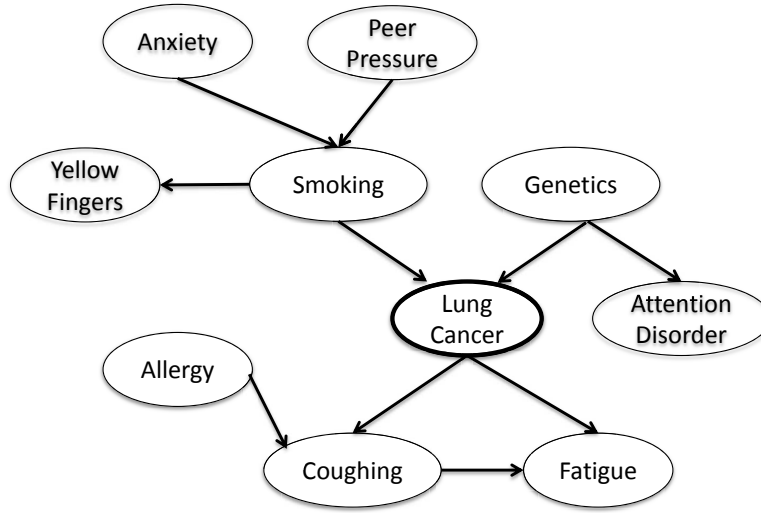 Anxiety
Peer
Pressure
Yellow
Fingers
Smoking
Genetics
Lung
Cancer
Attention
Disorder
Allergy
Coughing
Fatigue